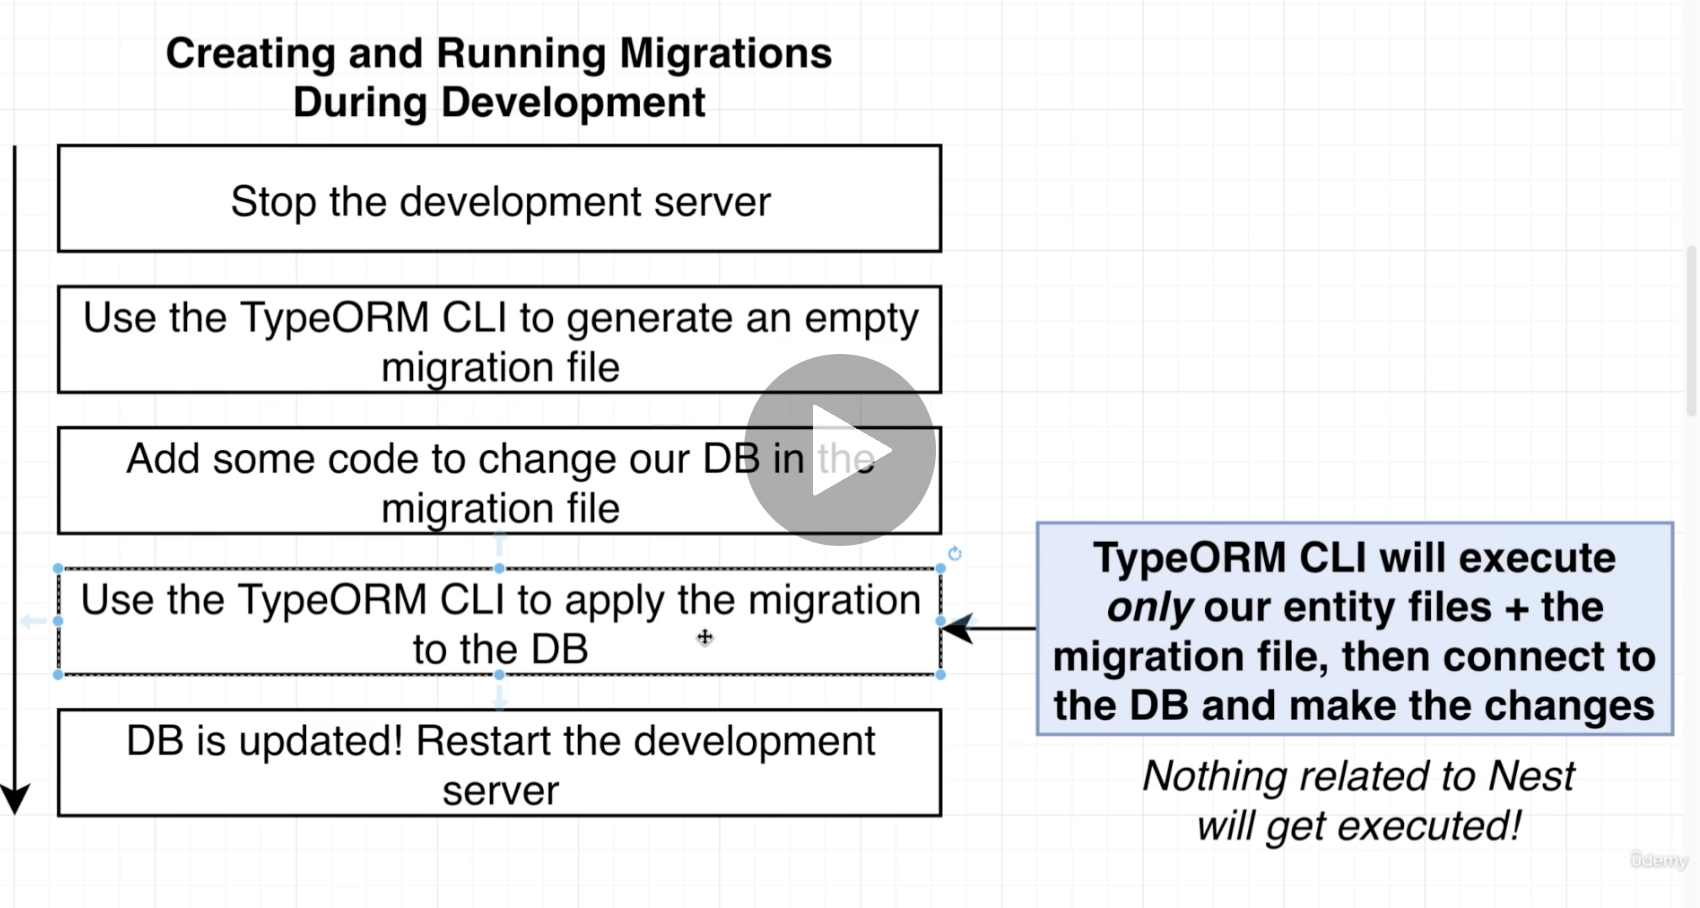 Creating and Running Migrations
During Development
Stop the development server
Use the TypeORM CLI to generate an empty
migration file
Add some code to change our DB in the
migration file
Use the TypeORM CLI to apply the migration
to the DB
DB is updated! Restart the development
server
TypeORM CLI will execute
only our entity files + the
migration file, then connect to
the DB and make the changes
Nothing related to Nest
will get executed!
ûdemy